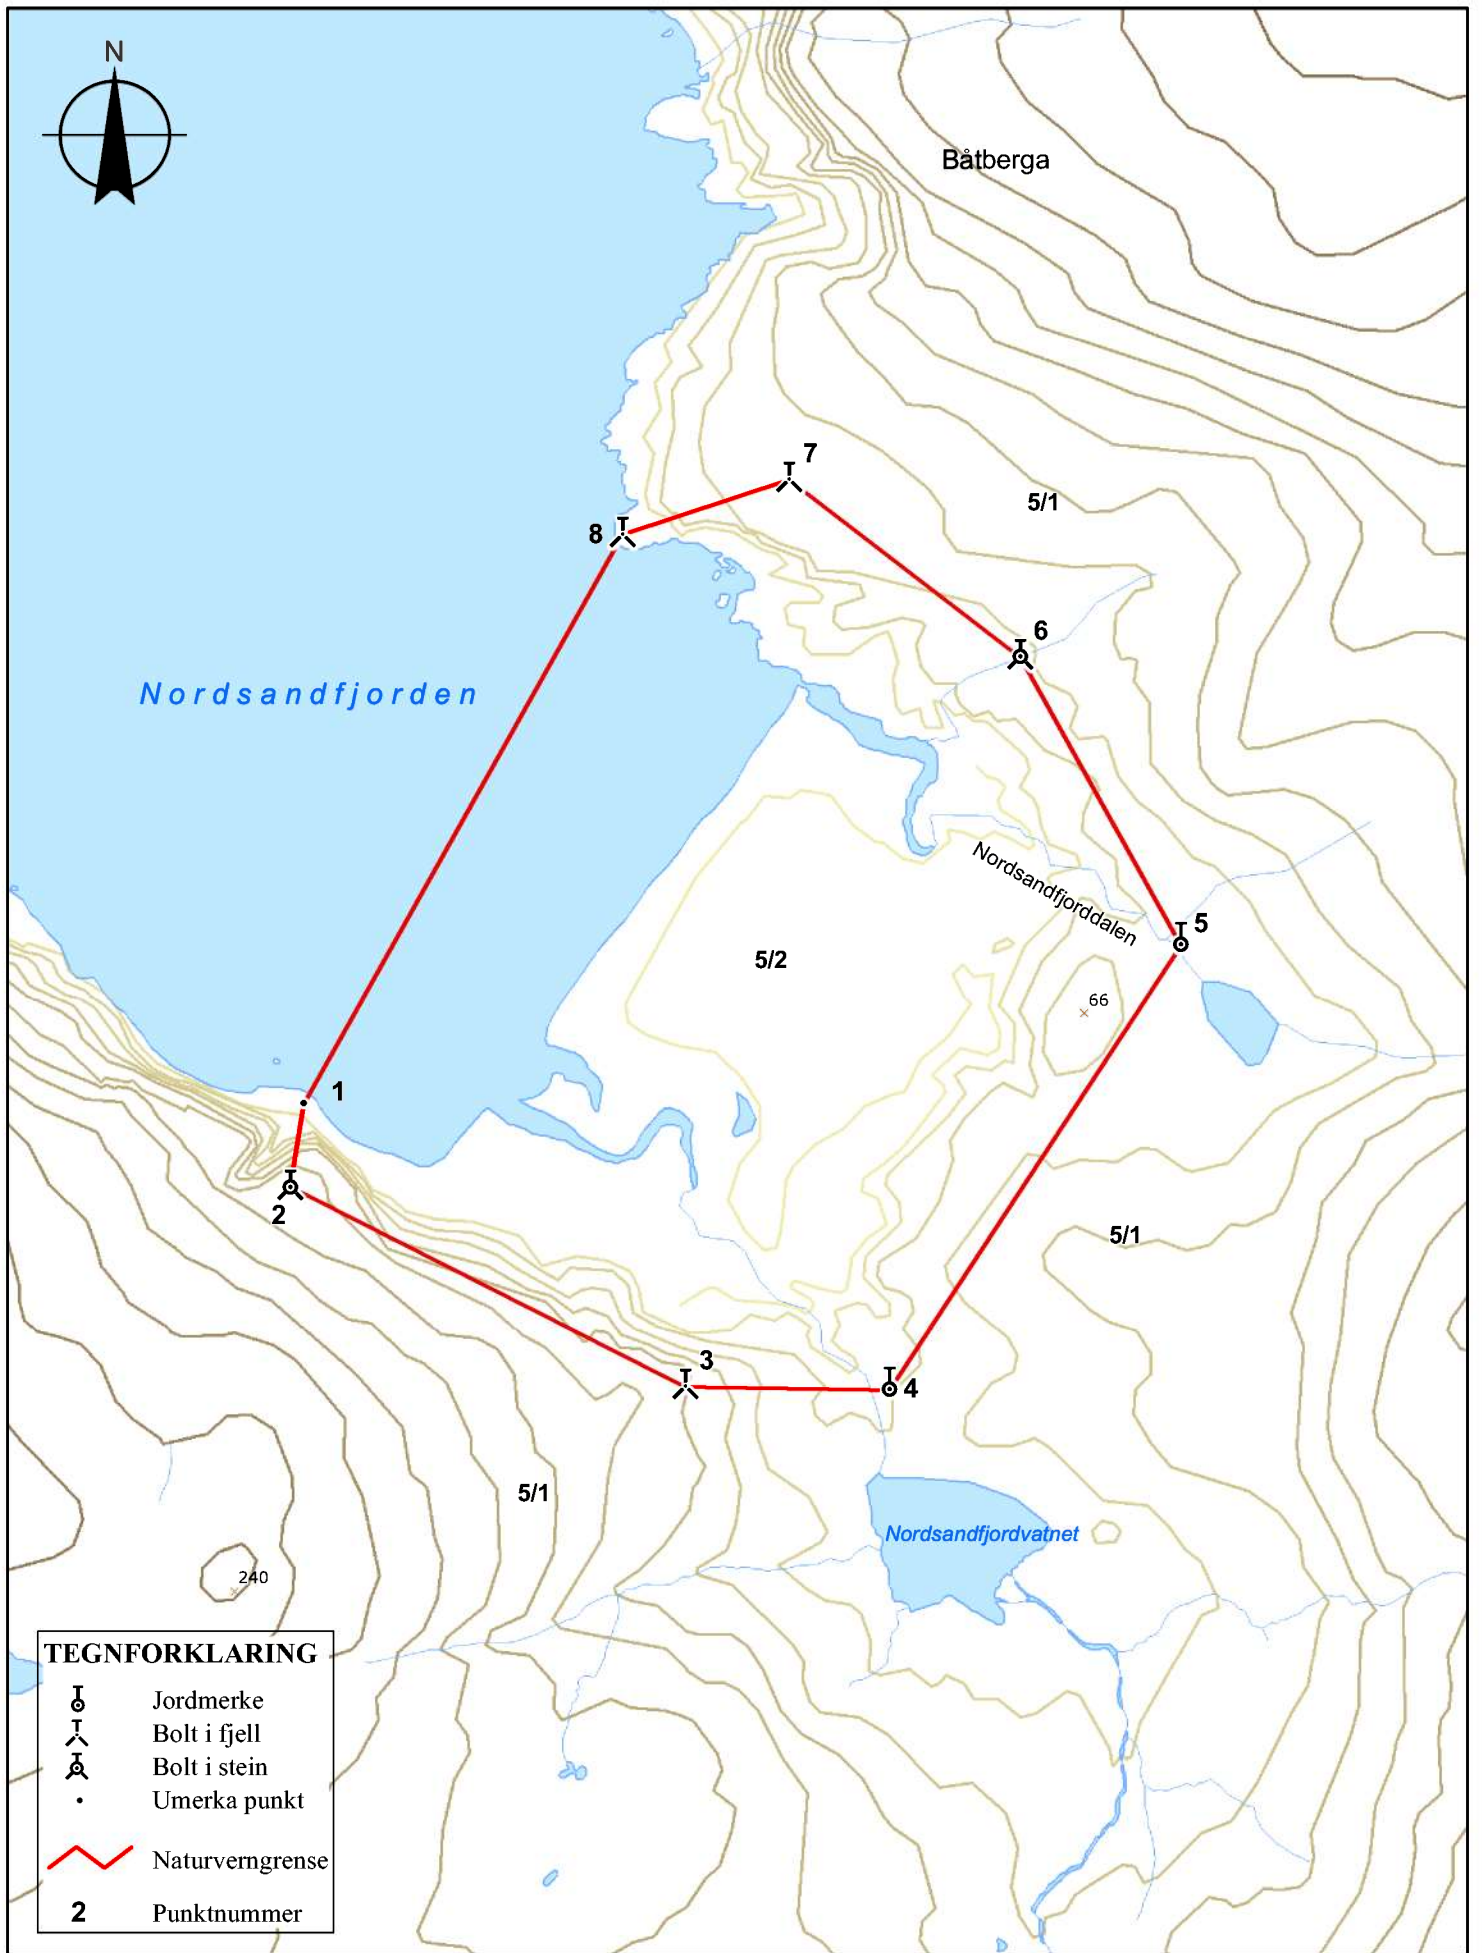 N
Båtberga
7
5/1
8
6
Nordsandfjorden
Nordsandfjorddalen
5
5/2
66
1
2
5/1
3
4
5/1
Nordsandfjordvatnet
240
TEGNFORKLARING
Jordmerke
Bolt i fjell
Bolt i stein
Umerka punkt
Naturverngrense
2 Punktnummer